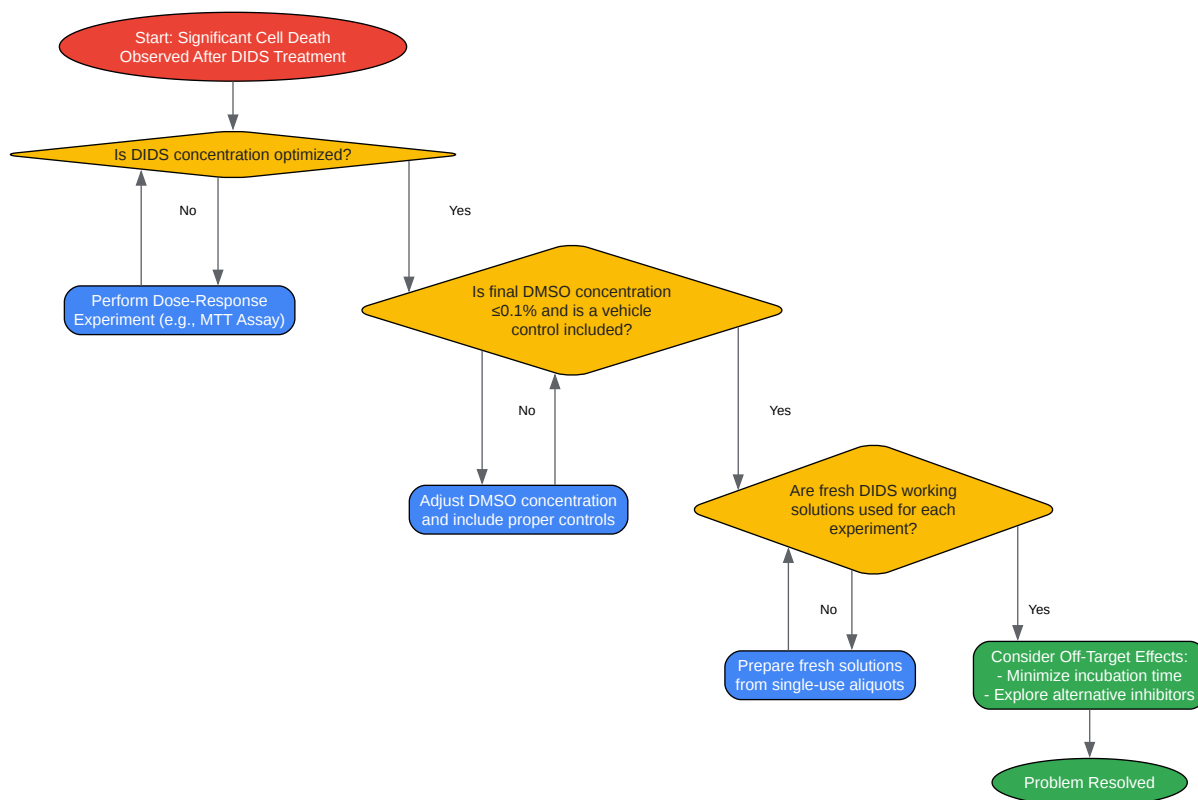 Start: Significant Cell Death
Observed After DIDS Treatment
Is DIDS concentration optimized?
No
Yes
Perform Dose-Response
Experiment (e.g., MTT Assay)
Is final DMSO concentration
≤0.1% and is a vehicle
control included?
No
Yes
Adjust DMSO concentration
and include proper controls
Are fresh DIDS working
solutions used for each
experiment?
No
Yes
Prepare fresh solutions
from single-use aliquots
Consider Off-Target Effects:
- Minimize incubation time
- Explore alternative inhibitors
Problem Resolved